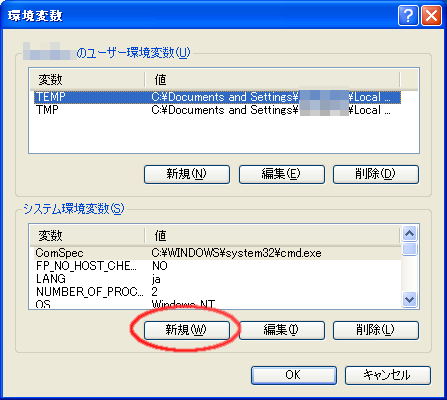 環境変数
のユーザー環境変数(U)
変数 値
TEMP C:¥Documents and Settings¥ ¥Local ...
TMP C:¥Documents and Settings¥ ¥Local ...
新規(N) 編集(E) 削除(D)
システム環境変数(S)
変数 値
ComSpec C:¥WINDOWS¥system32¥cmd.exe
FP_NO_HOST_CHE... NO
LANG ja
NUMBER_OF_PROC... 2
OS Windows_NT
新規(W) 編集(I) 削除(L)
OK キャンセル